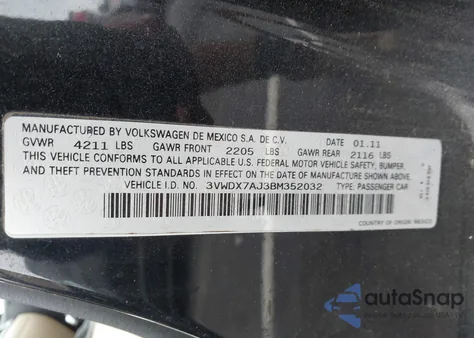 MANUFACTURED BY VOLKSWAGEN DE MEXICO S.A. DE C.V. DATE 01.11
GVWR 4211 LBS GAWR FRONT 2205 LBS GAWR REAR 2116 LBS
THIS VEHICLE CONFORMS TO ALL APPLICABLE U.S. FEDERAL MOTOR VEHICLE SAFETY, BUMPER,
AND THEFT PREVENTION STANDARDS IN EFFECT ON THE DATE OF MANUFACTURE SHOWN ABOVE.
VEHICLE I.D. NO. 3VWDX7AJ3BM352032 TYPE: PASSENGER CAR
COUNTRY OF ORIGIN: MEXICO
autoSnap